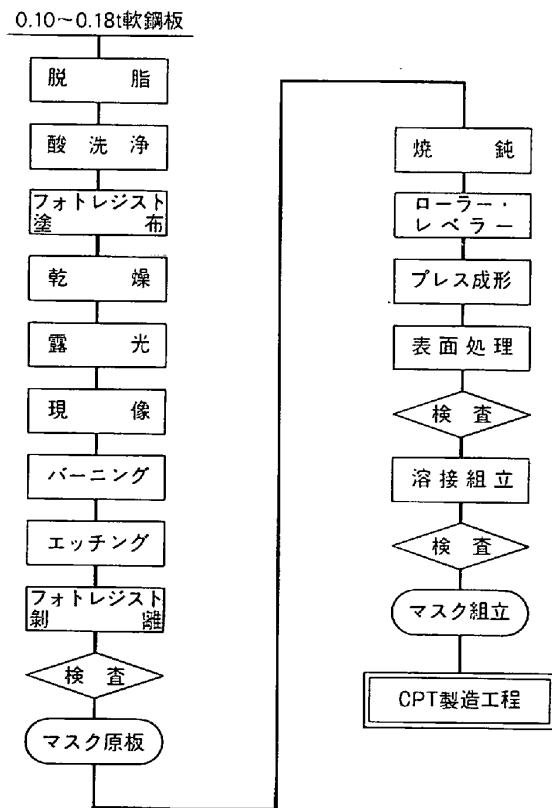 0.10～0.18t軟鋼板
脱脂
酸洗浄
フォトレジスト
塗布
乾燥
露光
現像
バーニング
エッチング
フォトレジスト
剝離
検査
マスク原板
焼鈍
ローラー・
レベラー
プレス成形
表面処理
検査
溶接組立
検査
マスク組立
CPT製造工程